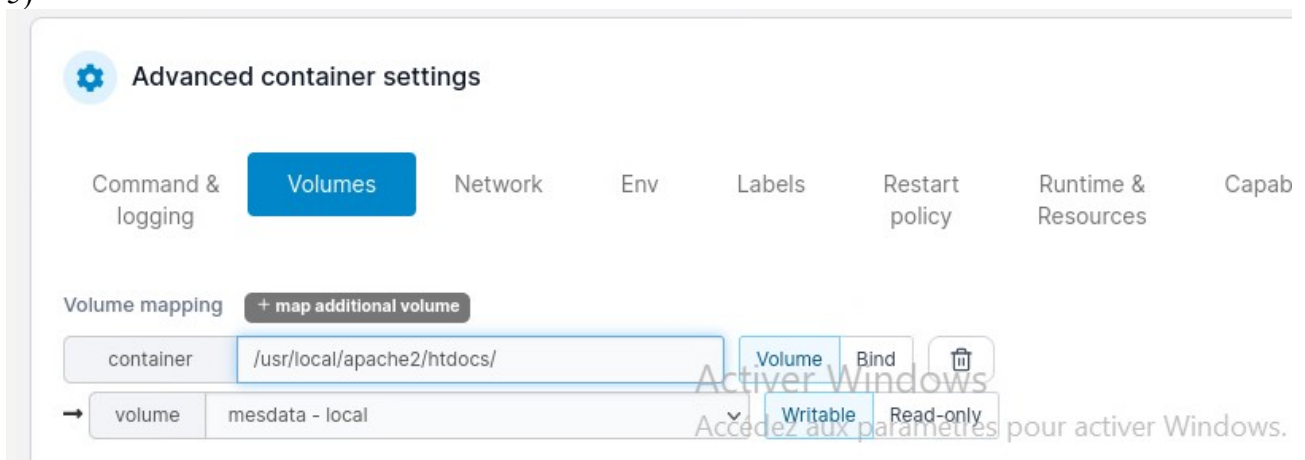 Advanced container settings
Command & logging
Volumes
Network
Env
Labels
Restart policy
Runtime & Resources
Capab
Volume mapping
+ map additional volume
container /usr/local/apache2/htdocs/ Volume Bind
Activer Windows
→ volume mesdata - local Writable Read-only
Accédez aux paramètres pour activer Windows.